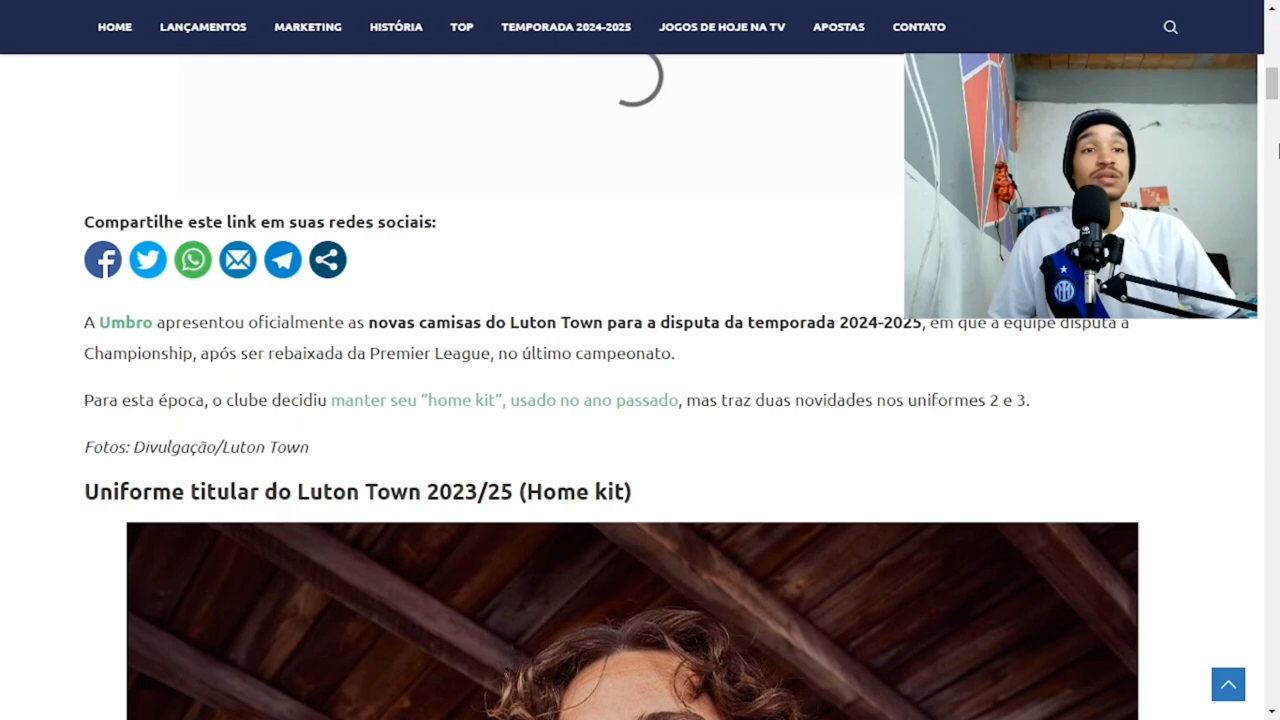 HOME LANÇAMENTOS MARKETING HISTÓRIA TOP TEMPORADA 2024-2025 JOGOS DE HOJE NA TV APOSTAS CONTATO
Compartilhe este link em suas redes sociais:
A Umbro apresentou oficialmente as novas camisas do Luton Town para a disputa da temporada 2024-2025, em que a equipe disputa a
Championship, após ser rebaixada da Premier League, no último campeonato.
Para esta época, o clube decidiu manter seu “home kit”, usado no ano passado, mas traz duas novidades nos uniformes 2 e 3.
Fotos: Divulgação/Luton Town
Uniforme titular do Luton Town 2023/25 (Home kit)